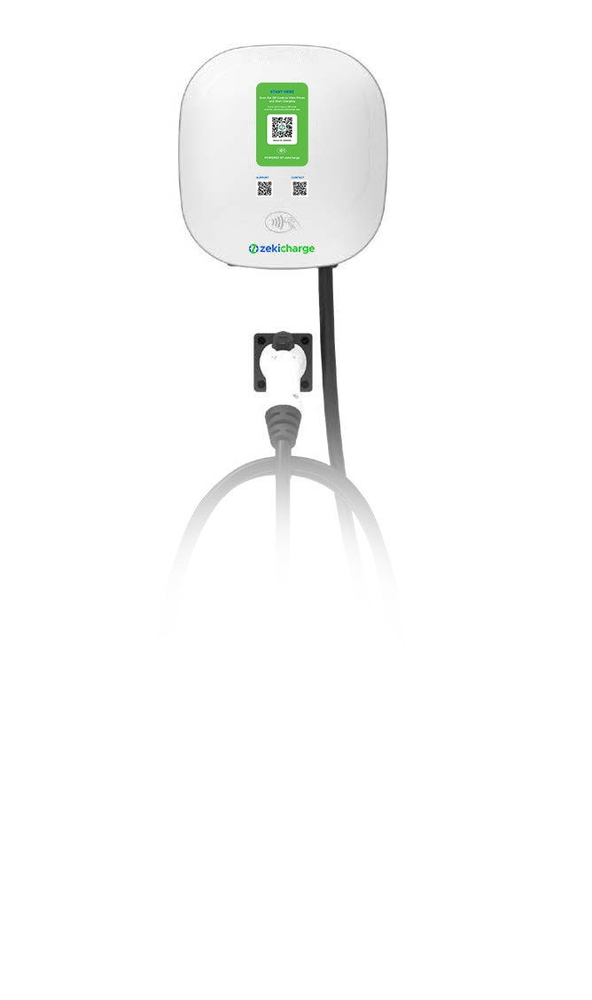 START HERE
Scan the QR Code to View Prices
and Start Charging
POWERED BY zekicharge
SUPPORT
CONTACT
zekicharge